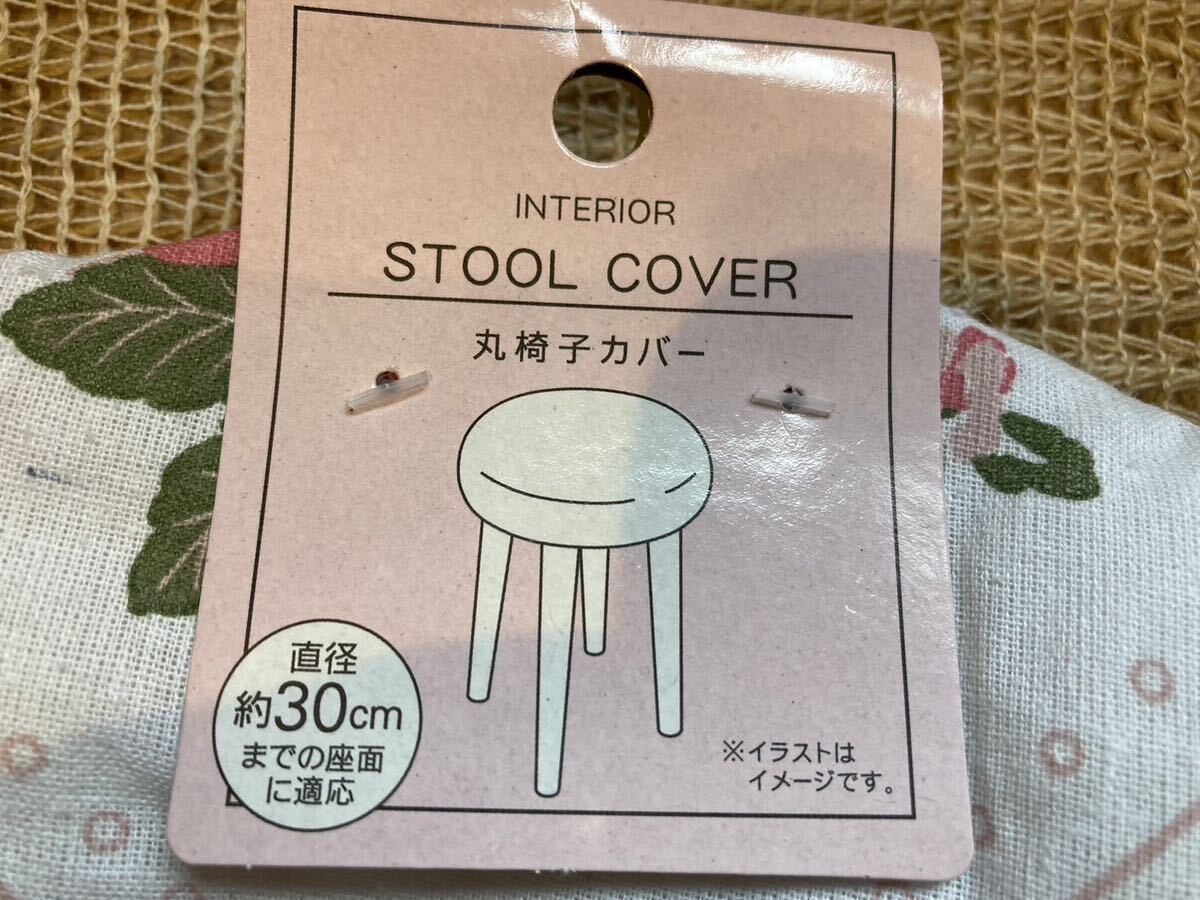 INTERIOR
STOOL COVER
丸椅子カバー
直径
約30cm
までの座面
に適応
※イラストは
イメージです。